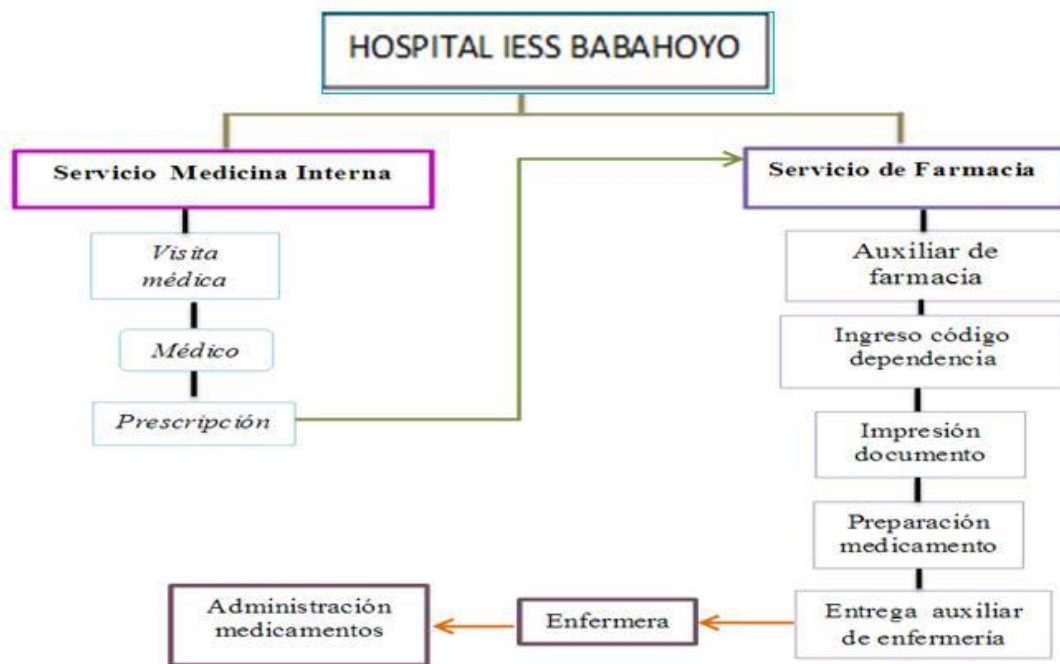 HOSPITAL IESS BABAHOYO
Servicio Medicina Interna
Visita
médica
Médico
Prescripción
Servicio de Farmacia
Auxiliar de
farmacia
Ingreso código
dependencia
Impresión
documento
Preparación
medicamento
Entrega auxiliar
de enfermería
Enfermera
Administración
medicamentos